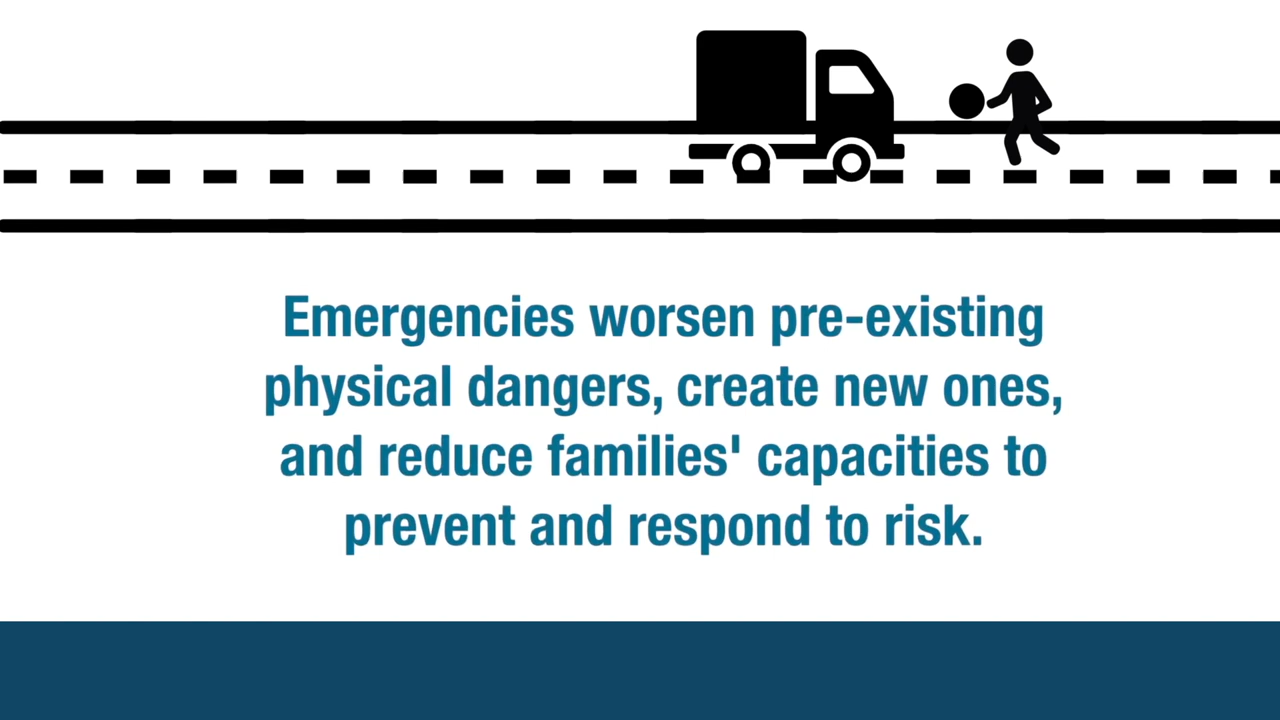 Emergencies worsen pre-existing
physical dangers, create new ones,
and reduce families' capacities to
prevent and respond to risk.